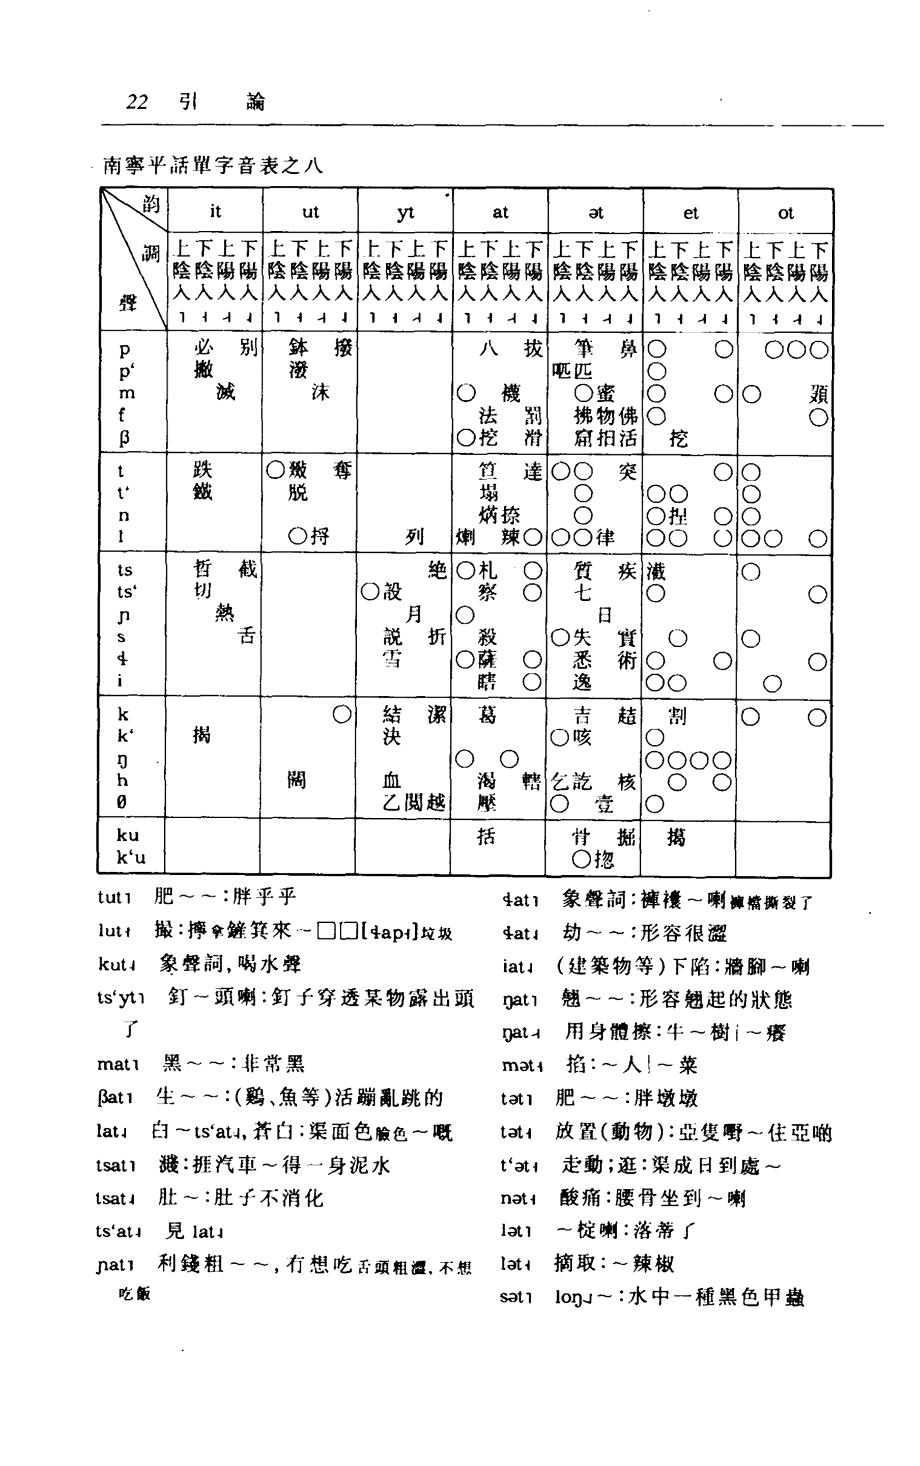 22 引 論
南寧平話單字音表之八
韵 it ut yt at ət et ot
調 上下上下 上下上下 上下上下 上下上下 上下上下 上下上下 上下上下
陰陰陽陽 陰陰陽陽 陰陰陽陽 陰陰陽陽 陰陰陽陽 陰陰陽陽 陰陰陽陽
聲 入入入入 入入入入 入入入入 入入入入 入入入入 入入入入 入入入入
˥ ˧ ˨ ˩ ˥ ˧ ˨ ˩ ˥ ˧ ˨ ˩ ˥ ˧ ˨ ˩ ˥ ˧ ˨ ˩ ˥ ˧ ˨ ˩ ˥ ˧ ˨ ˩
p 必 别 鉢 撥 八 拔 筆 鼻 ○ ○ ○○○
p‘ 撇 潑 呸匹 ○
m 滅 沫 ○ 襪 ○蜜 ○ ○ ○ 頞
f 法 罰 拂物佛 ○ ○
β ○挖 滑 窟抇活 挖
t 跌 ○ 奪 笪 達 ○○ 突 ○ ○
t‘ 鐵 脱 塌 ○ ○○ ○
n 焫捺 ○ ○捏 ○ ○
l ○捋 列 喇 辣○ ○○律 ○○ ○ ○○ ○
ts 哲 截 絶 ○札 ○ 質 疾 ○
ts‘ 切 ○設 察 ○ 七 ○ ○
ɲ 熱 月 ○ 日
s 舌 説 折 殺 ○失 實 ○ ○
ɬ 雪 ○薩 ○ 悉 術 ○ ○ ○
i 瞎 ○ 逸 ○○ ○
k ○ 結 潔 葛 吉 趌 割 ○ ○
k‘ 揭 決 ○咳 ○
ŋ ○ ○ ○○○○
h 闊 血 渴 轄 乞訖 核 ○ ○
ø 乙閲越 壓 ○ 壹 ○
ku 括 骨 掘 㧁
k‘u ○㧾
tut˥ 肥～～:胖乎乎
lut˧ 撮:擰拿鏟箕來～□□[ɬap˧]垃圾
kut˩ 象聲詞,喝水聲
ts‘yt˥ 釘～頭喇:釘子穿透某物露出頭
了
mat˥ 黑～～:非常黑
βat˥ 生～～:(鷄、魚等)活蹦亂跳的
lat˩ 白～ts‘at˩,蒼白:渠面色臉色～嘅
tsat˥ 濺:捱汽車～得一身泥水
tsat˩ 肚～:肚子不消化
ts‘at˩ 見 lat˩
ɲat˥ 利錢粗～～,冇想吃舌頭粗澀,不想
吃飯
ɬat˥ 象聲詞:褲襠～喇褲襠撕裂了
ɬat˩ 劫～～:形容很澀
iat˩ (建築物等)下陷:牆腳～喇
ŋat˥ 翹～～:形容翹起的狀態
ŋat˨ 用身體擦:牛～樹｜～癢
mət˧ 掐:～人｜～菜
tət˥ 肥～～:胖墩墩
tət˧ 放置(動物):亞隻嘢～住亞啲
t‘ət˧ 走動;逛:渠成日到處～
nət˧ 酸痛:腰骨坐到～喇
lət˥ ～椗喇:落蒂了
lət˧ 摘取:～辣椒
sət˥ loŋ˩～:水中一種黑色甲蟲